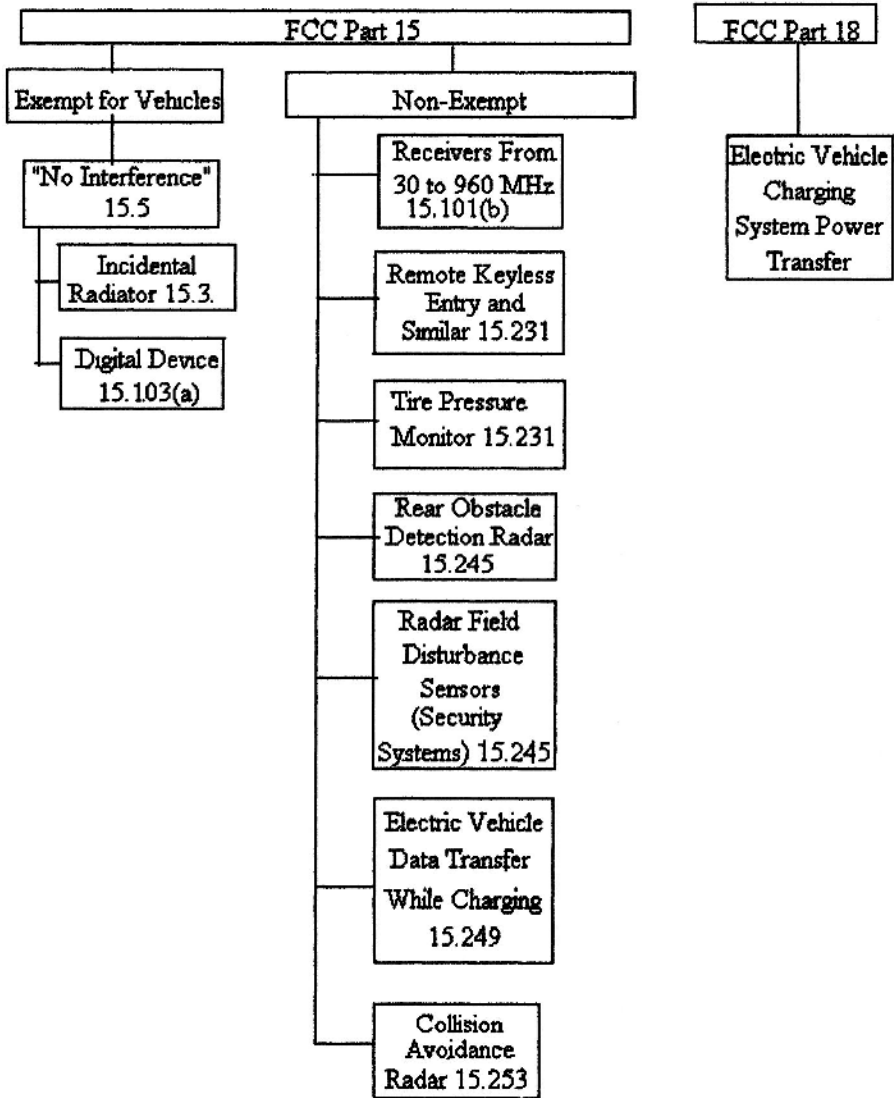 FCC Part 15
FCC Part 18
Exempt for Vehicles
Non-Exempt
"No Interference"
15.5
Incidental
Radiator 15.3.
Digital Device
15.103(a)
Receivers From
30 to 960 MHz
15.101(b)
Remote Keyless
Entry and
Similar 15.231
Tire Pressure
Monitor 15.231
Rear Obstacle
Detection Radar
15.245
Radar Field
Disturbance
Sensors
(Security
Systems) 15.245
Electric Vehicle
Data Transfer
While Charging
15.249
Collision
Avoidance
Radar 15.253
Electric Vehicle
Charging
System Power
Transfer